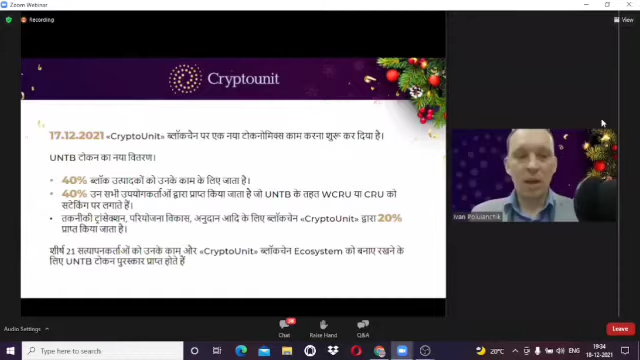 Zoom Webinar
Recording
View
Cryptounit
17.12.2021 «CryptoUnit» ब्लॉकचैन पर एक नया टोकनोमिक्स काम करना शुरू कर दिया है।
UNTB टोकन का नया वितरण।
• 40% ब्लॉक उत्पादकों को उनके काम के लिए जाता है।
• 40% उन सभी उपयोगकर्ताओं द्वारा प्राप्त किया जाता है जो UNTB के तहत WCRU या CRU को
सटेकिंग पर लगाते हैं।
• तकनीकी ट्रांसेक्शन, परियोजना विकास, अनुदान आदि के लिए ब्लॉकचेन «CryptoUnit» द्वारा 20%
प्राप्त किया जाता है।
शीर्ष 21 सत्यापनकर्ताओं को उनके काम और «CryptoUnit» ब्लॉकचेन Ecosystem को बनाए रखने के
लिए UNTB टोकन पुरस्कार प्राप्त होते हैं
Ivan Poluianchik
Audio Settings
Chat
Raise Hand
Q&A
Leave
Type here to search
20°C
19:34
18-12-2021